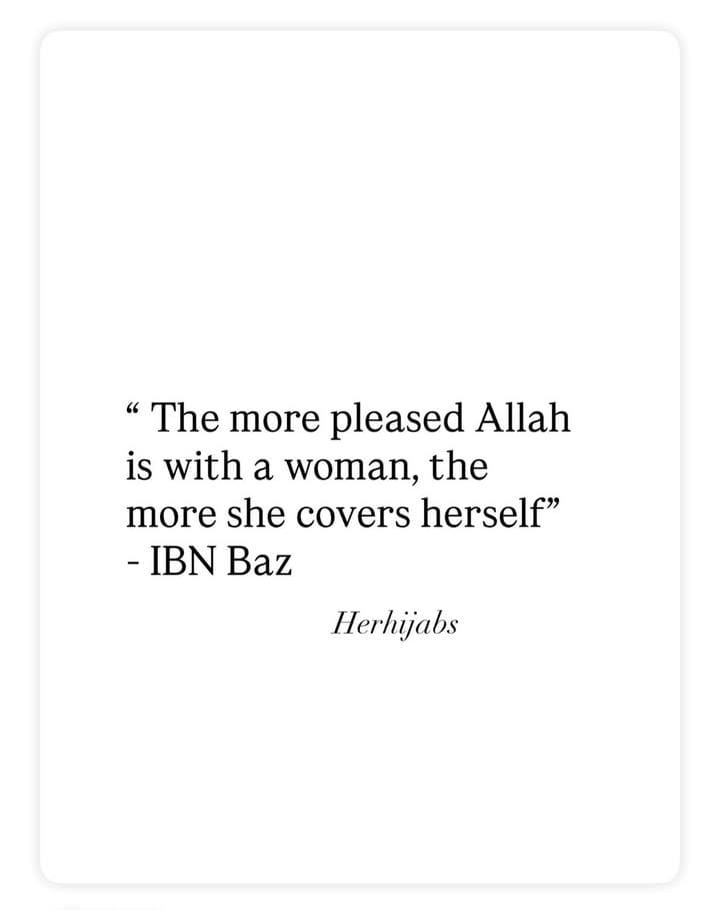 “ The more pleased Allah
is with a woman, the
more she covers herself”
- IBN Baz
Herhijabs